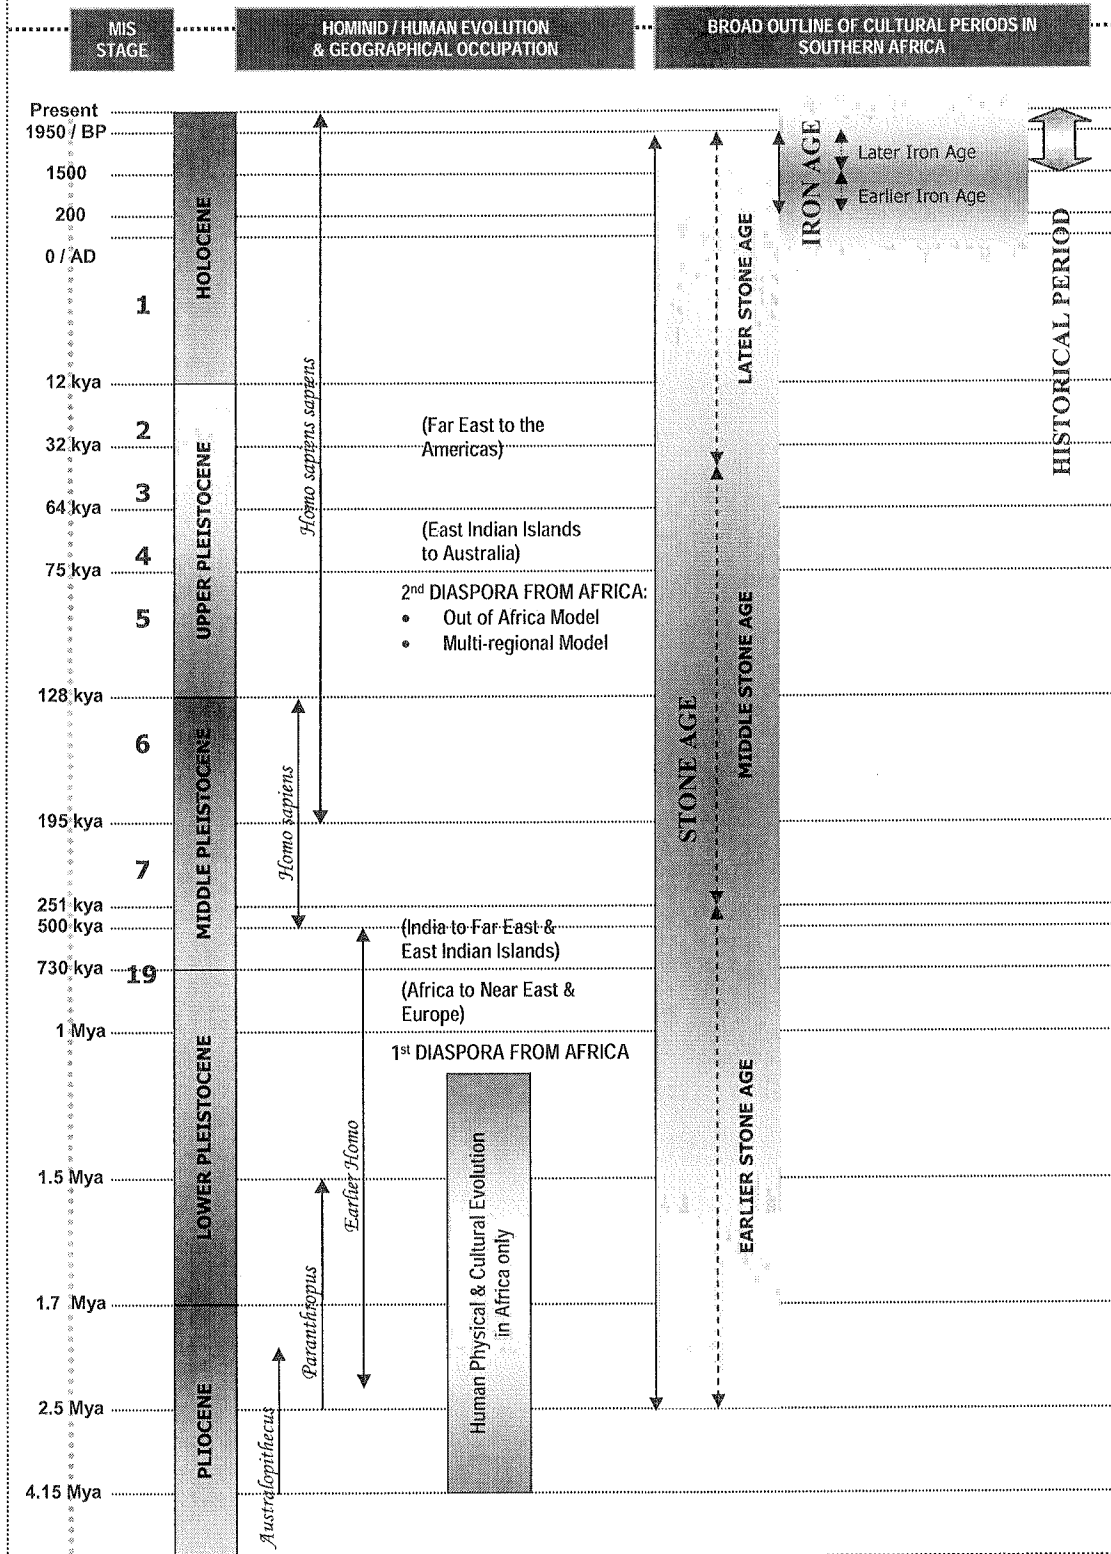 MIS
STAGE
HOMINID / HUMAN EVOLUTION
& GEOGRAPHICAL OCCUPATION
BROAD OUTLINE OF CULTURAL PERIODS IN
SOUTHERN AFRICA
Present
1950 / BP
1500
200
0 / AD
1
12 kya
2
32 kya
3
64 kya
4
75 kya
5
128 kya
6
195 kya
7
251 kya
500 kya
730 kya
19
1 Mya
1.5 Mya
1.7 Mya
2.5 Mya
4.15 Mya
HOLOCENE
UPPER PLEISTOCENE
MIDDLE PLEISTOCENE
LOWER PLEISTOCENE
PLIOCENE
Homo sapiens sapiens
Homo sapiens
Earlier Homo
Paranthropus
Australopithecus
(Far East to the
Americas)
(East Indian Islands
to Australia)
2nd DIASPORA FROM AFRICA:
• Out of Africa Model
• Multi-regional Model
(India to Far East &
East Indian Islands)
(Africa to Near East &
Europe)
1st DIASPORA FROM AFRICA
Human Physical & Cultural Evolution
in Africa only
STONE AGE
LATER STONE AGE
MIDDLE STONE AGE
EARLIER STONE AGE
IRON AGE
Later Iron Age
Earlier Iron Age
HISTORICAL PERIOD